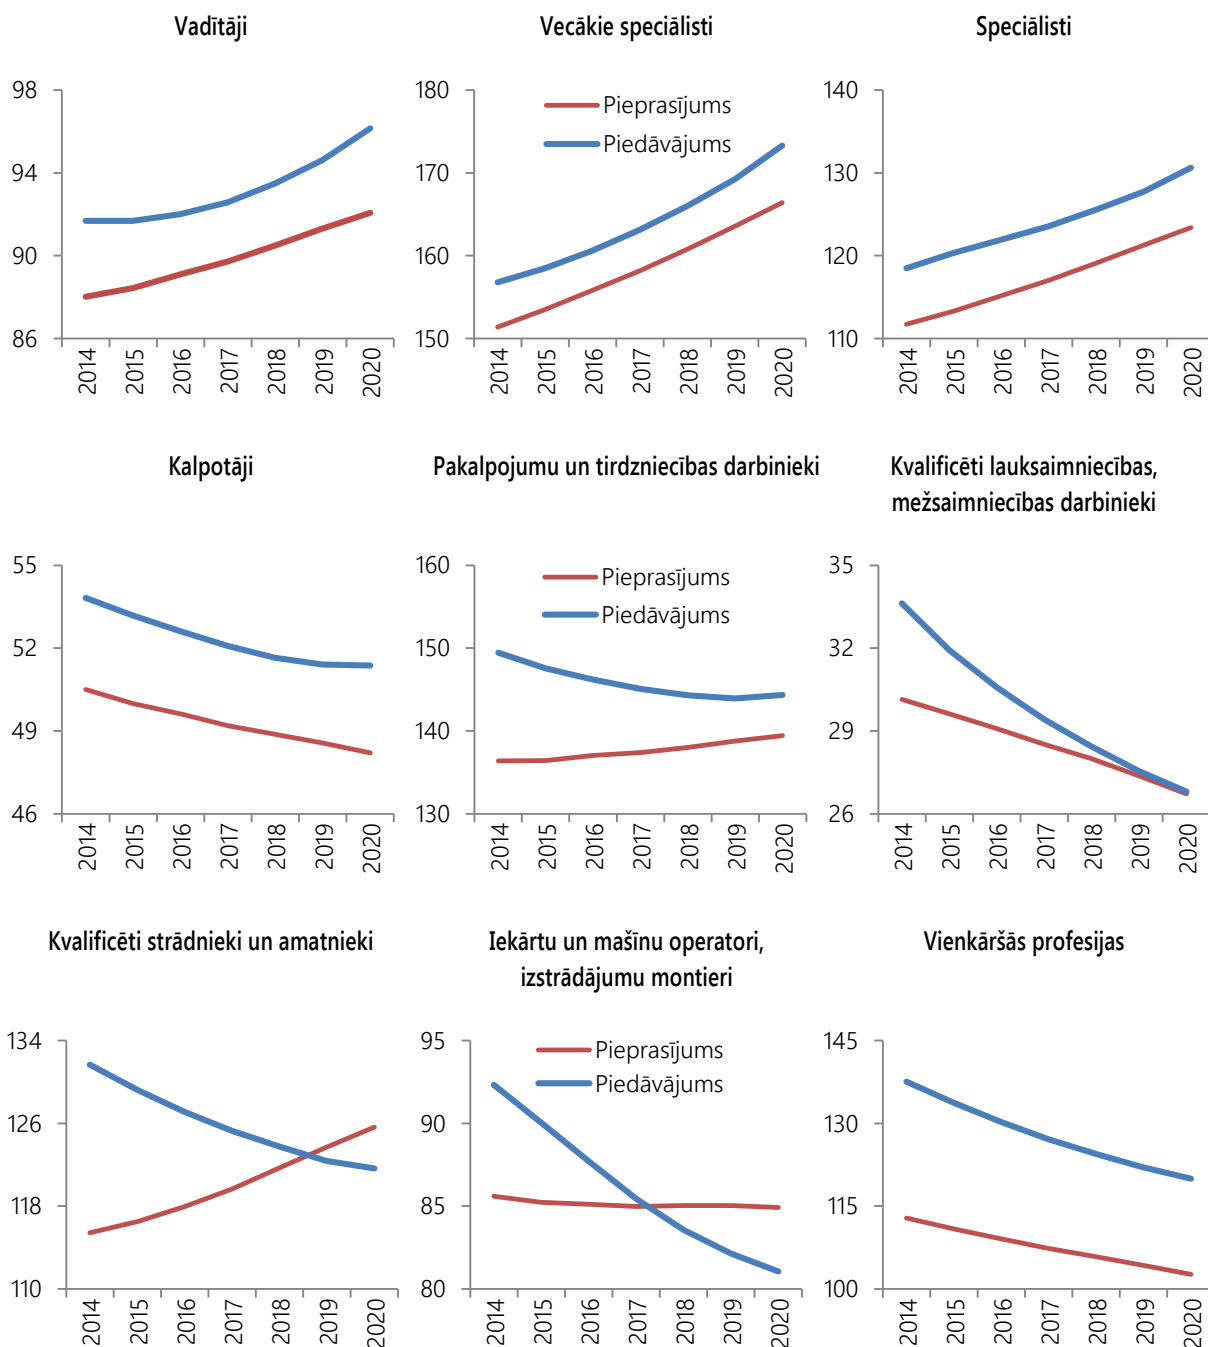 Vadītāji
98
94
90
86
2014 2015 2016 2017 2018 2019 2020
Vecākie speciālisti
180
170
160
150
Pieprasījums
Piedāvājums
2014 2015 2016 2017 2018 2019 2020
Speciālisti
140
130
120
110
2014 2015 2016 2017 2018 2019 2020
Kalpotāji
55
52
49
46
2014 2015 2016 2017 2018 2019 2020
Pakalpojumu un tirdzniecības darbinieki
160
150
140
130
Pieprasījums
Piedāvājums
2014 2015 2016 2017 2018 2019 2020
Kvalificēti lauksaimniecības,
mežsaimniecības darbinieki
35
32
29
26
2014 2015 2016 2017 2018 2019 2020
Kvalificēti strādnieki un amatnieki
134
126
118
110
2014 2015 2016 2017 2018 2019 2020
Iekārtu un mašīnu operatori,
izstrādājumu montieri
95
90
85
80
Pieprasījums
Piedāvājums
2014 2015 2016 2017 2018 2019 2020
Vienkāršās profesijas
145
130
115
100
2014 2015 2016 2017 2018 2019 2020